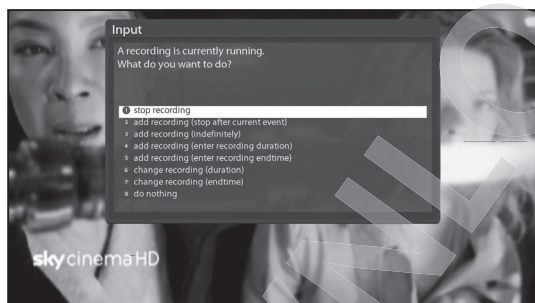 Input
A recording is currently running.
What do you want to do?
1 stop recording
2 add recording (stop after current event)
3 add recording (indefinitely)
4 add recording (enter recording duration)
5 add recording (enter recording endtime)
6 change recording (duration)
7 change recording (endtime)
8 do nothing
sky cinema HD